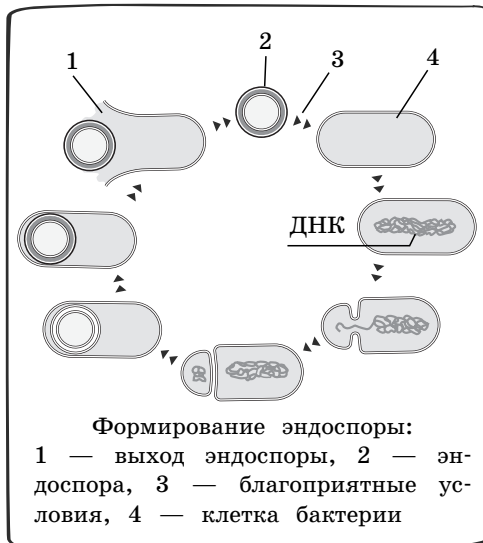 1
2
3
4
ДНК
Формирование эндоспоры:
1 — выход эндоспоры, 2 — эн-
доспора, 3 — благоприятные ус-
ловия, 4 — клетка бактерии